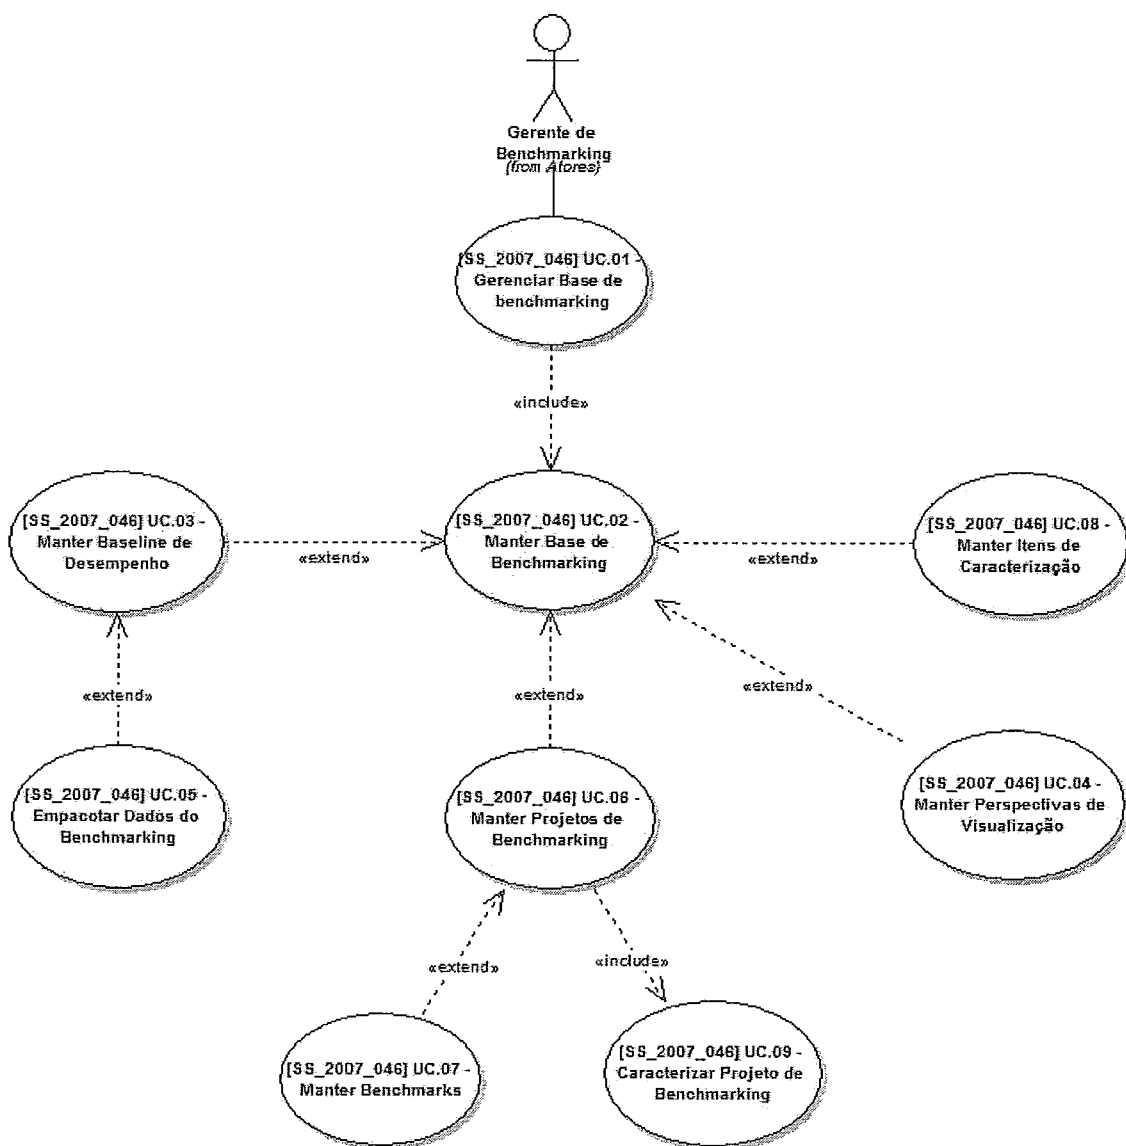 Gerente de
Benchmarking
(from Atores)
[SS_2007_046] UC.01 -
Gerenciar Base de
benchmarking
«include»
[SS_2007_046] UC.03 -
Manter Baseline de
Desempenho
«extend»
[SS_2007_046] UC.02 -
Manter Base de
Benchmarking
«extend»
[SS_2007_046] UC.08 -
Manter Itens de
Caracterização
«extend»
«extend»
«extend»
[SS_2007_046] UC.05 -
Empacotar Dados do
Benchmarking
[SS_2007_046] UC.06 -
Manter Projetos de
Benchmarking
[SS_2007_046] UC.04 -
Manter Perspectivas de
Visualização
«extend»
«include»
[SS_2007_046] UC.07 -
Manter Benchmarks
[SS_2007_046] UC.09 -
Caracterizar Projeto de
Benchmarking